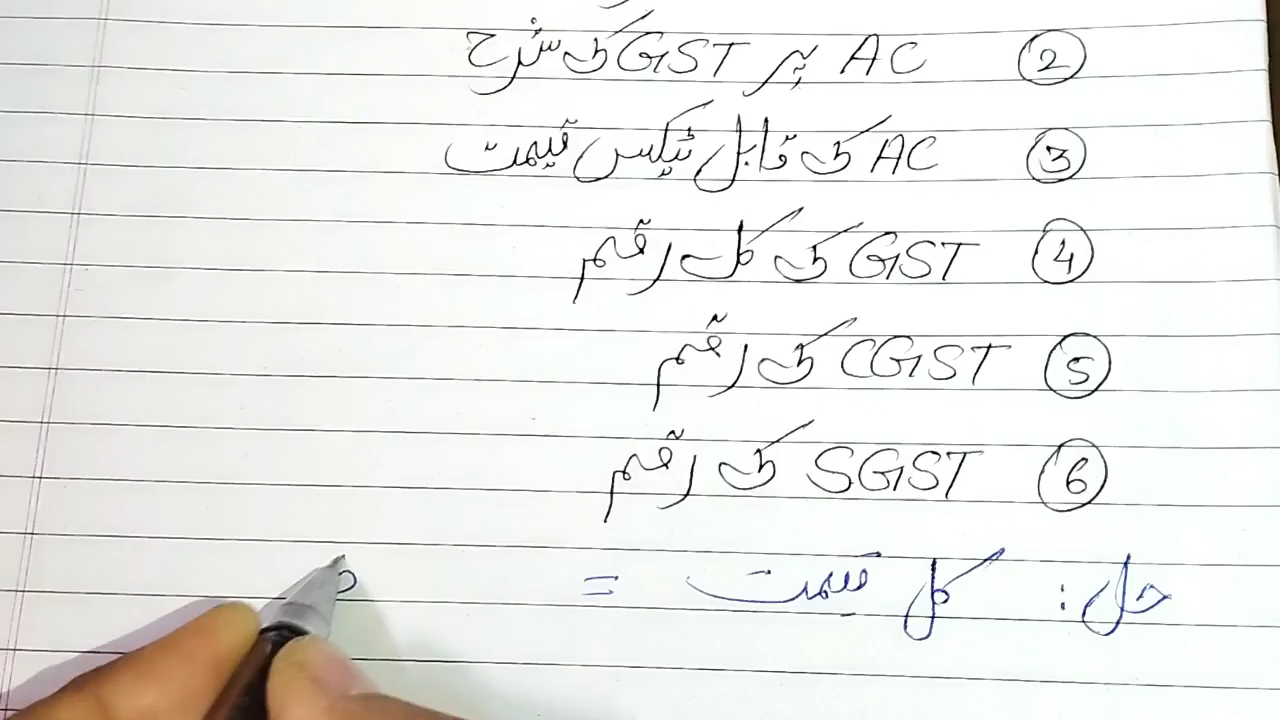 ② AC پر GST کی شرح
③ AC کی قابل ٹیکس قیمت
④ GST کی کل رقم
⑤ CGST کی رقم
⑥ SGST کی رقم
حل : کل قیمت =